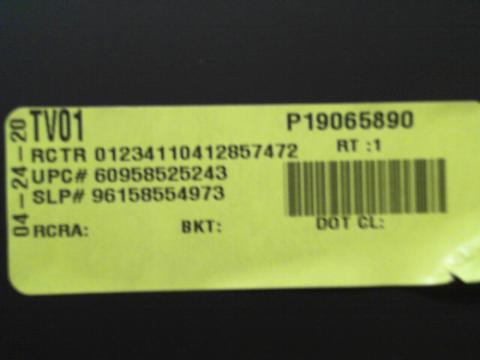 04-24-20
TV01 P19065890
RCTR 01234110412857472 RT :1
UPC# 60958525243
SLP# 96158554973
RCRA: BKT: DOT CL: